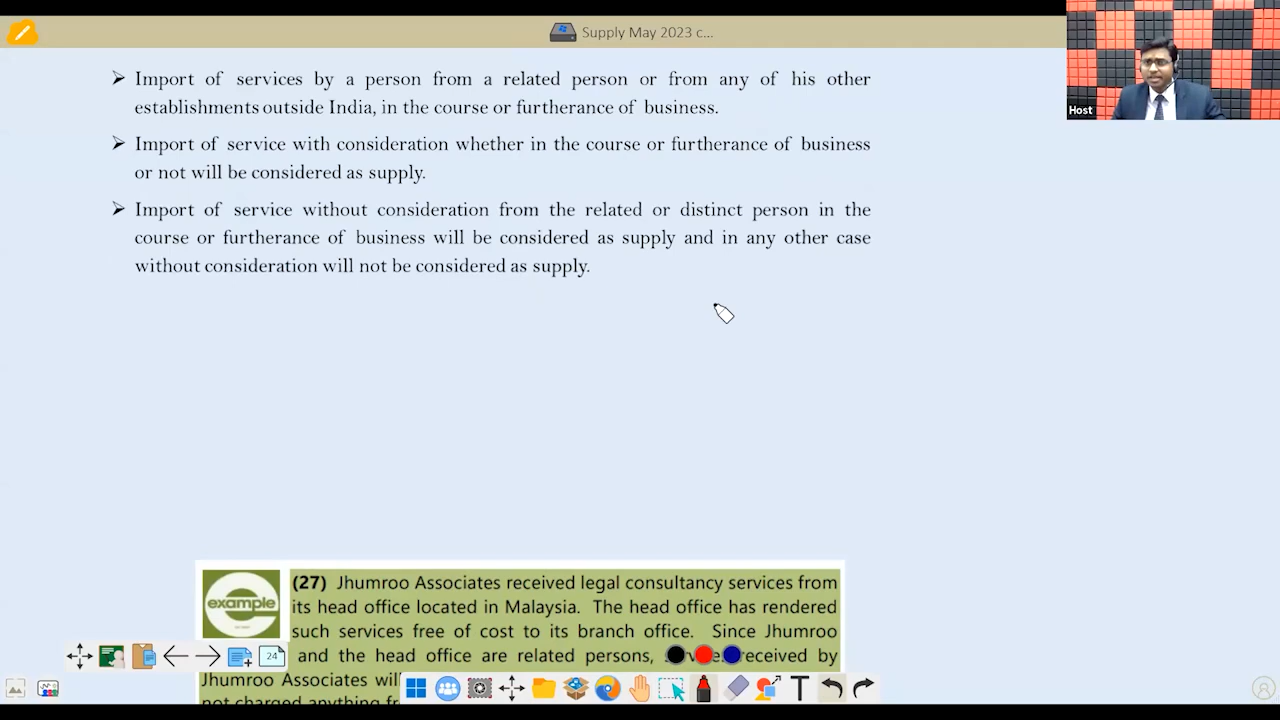 Supply May 2023 c...
Host
➢ Import of services by a person from a related person or from any of his other
establishments outside India, in the course or furtherance of business.
➢ Import of service with consideration whether in the course or furtherance of business
or not will be considered as supply.
➢ Import of service without consideration from the related or distinct person in the
course or furtherance of business will be considered as supply and in any other case
without consideration will not be considered as supply.
example
(27) Jhumroo Associates received legal consultancy services from
its head office located in Malaysia. The head office has rendered
such services free of cost to its branch office. Since Jhumroo
and the head office are related persons, received by
Jhumroo Associates wil
not charged anything fr
24
T